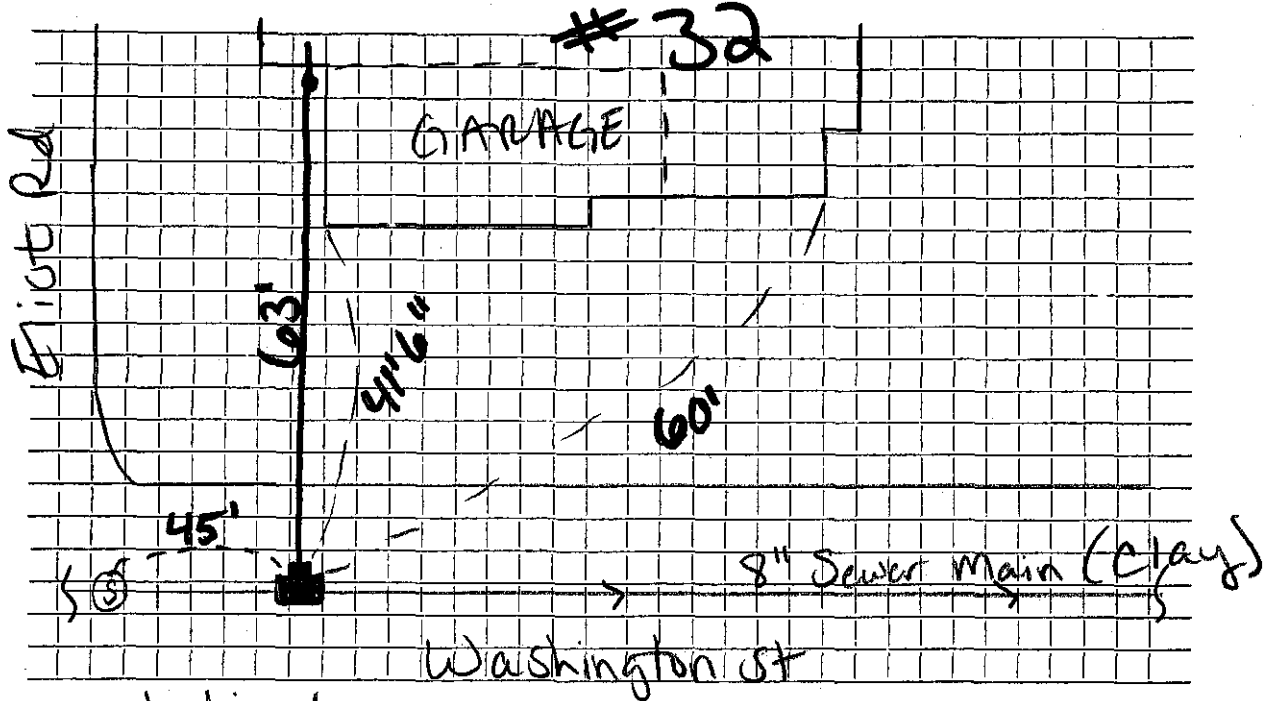 # 32
GARAGE
Eliot Rd
63'
41'6"
60'
45'
8" Sewer Main (Clay)
S
Washington St